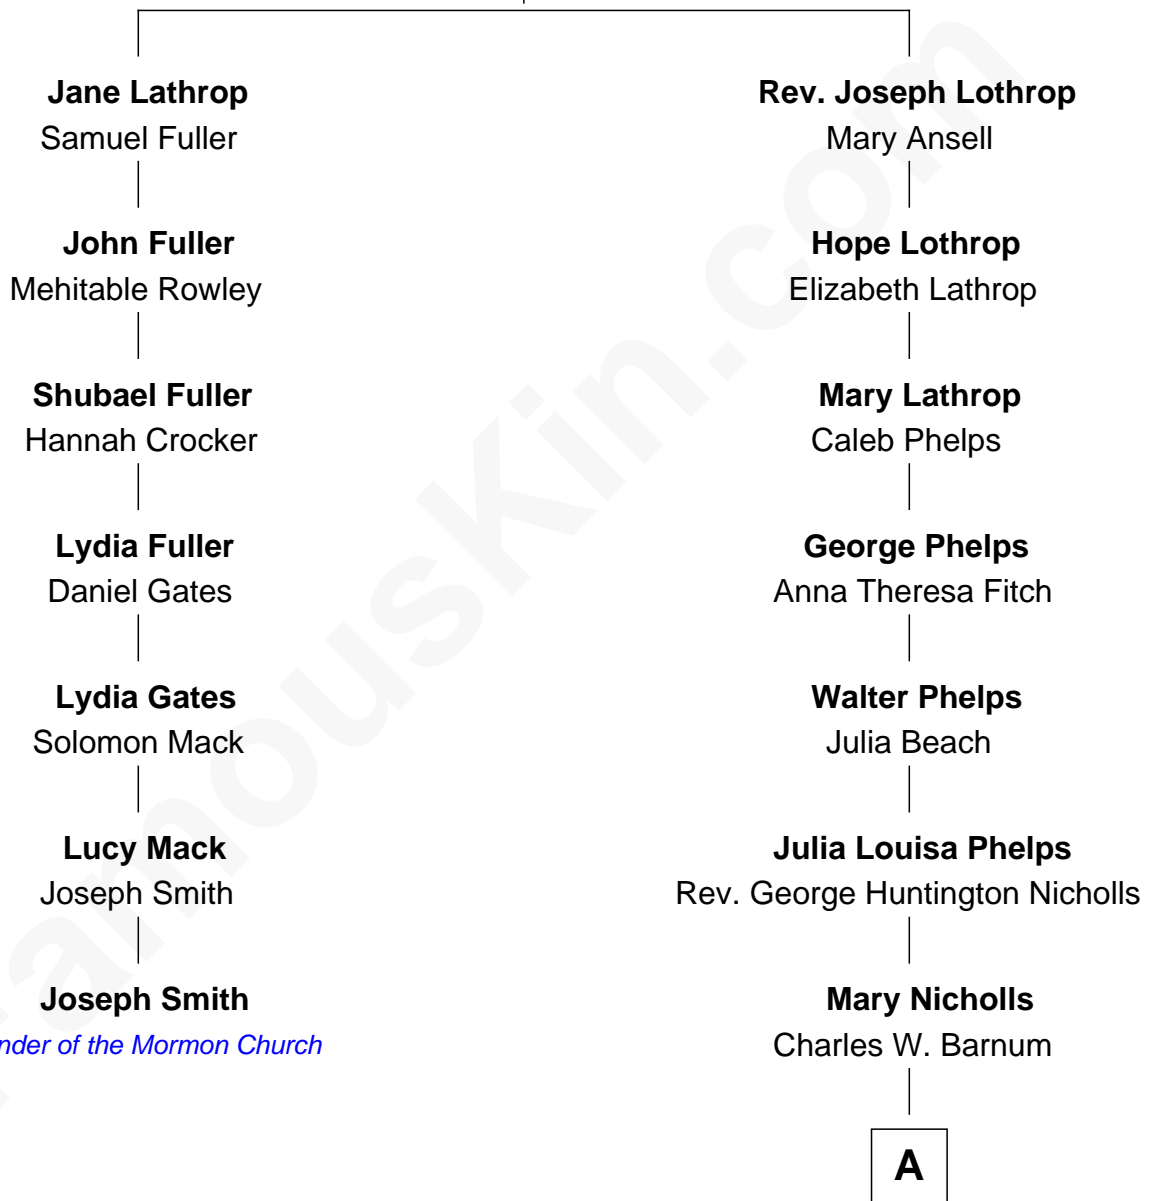 Jane Lathrop
Samuel Fuller
John Fuller
Mehitable Rowley
Shubael Fuller
Hannah Crocker
Lydia Fuller
Daniel Gates
Lydia Gates
Solomon Mack
Lucy Mack
Joseph Smith
Joseph Smith
nder of the Mormon Church
Rev. Joseph Lothrop
Mary Ansell
Hope Lothrop
Elizabeth Lathrop
Mary Lathrop
Caleb Phelps
George Phelps
Anna Theresa Fitch
Walter Phelps
Julia Beach
Julia Louisa Phelps
Rev. George Huntington Nicholls
Mary Nicholls
Charles W. Barnum
A
FamousKin.com